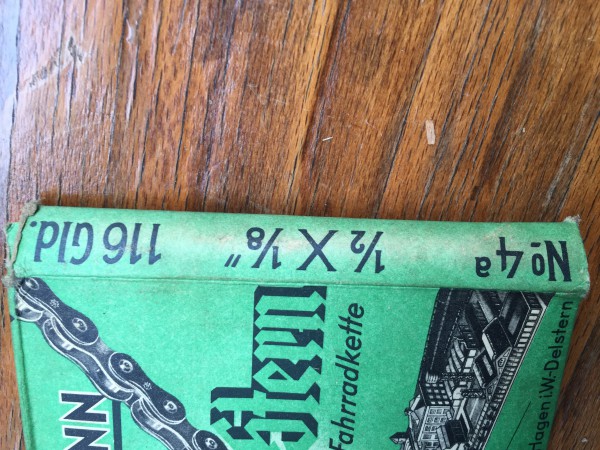 No 4a ½ X ⅛" 116 Gld.
Stern
Fahrradkette
Hagen i.W.-Delstern